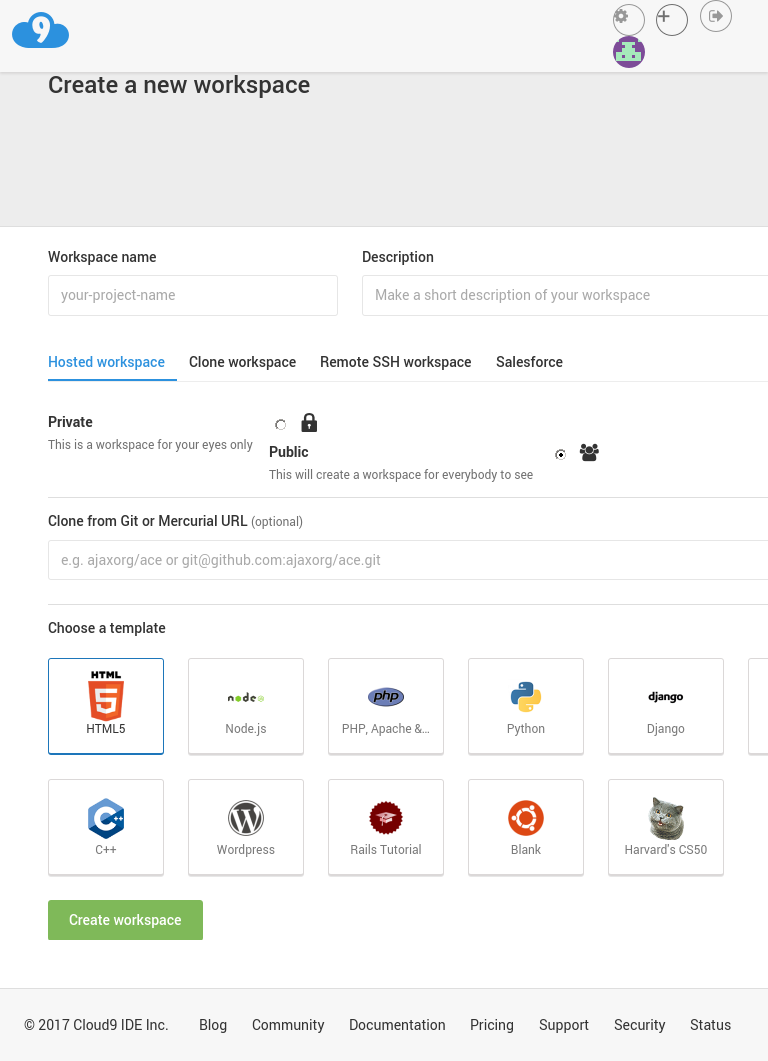 9
Create a new workspace
Workspace name
Description
your-project-name
Make a short description of your workspace
Hosted workspace
Clone workspace
Remote SSH workspace
Salesforce
Private
This is a workspace for your eyes only
Public
This will create a workspace for everybody to see
Clone from Git or Mercurial URL (optional)
e.g. ajaxorg/ace or git@github.com:ajaxorg/ace.git
Choose a template
HTML
5
HTML5
node
Node.js
php
PHP, Apache &...
Python
django
Django
C++
C++
W
Wordpress
Rails Tutorial
Blank
Harvard's CS50
Create workspace
© 2017 Cloud9 IDE Inc.
Blog
Community
Documentation
Pricing
Support
Security
Status